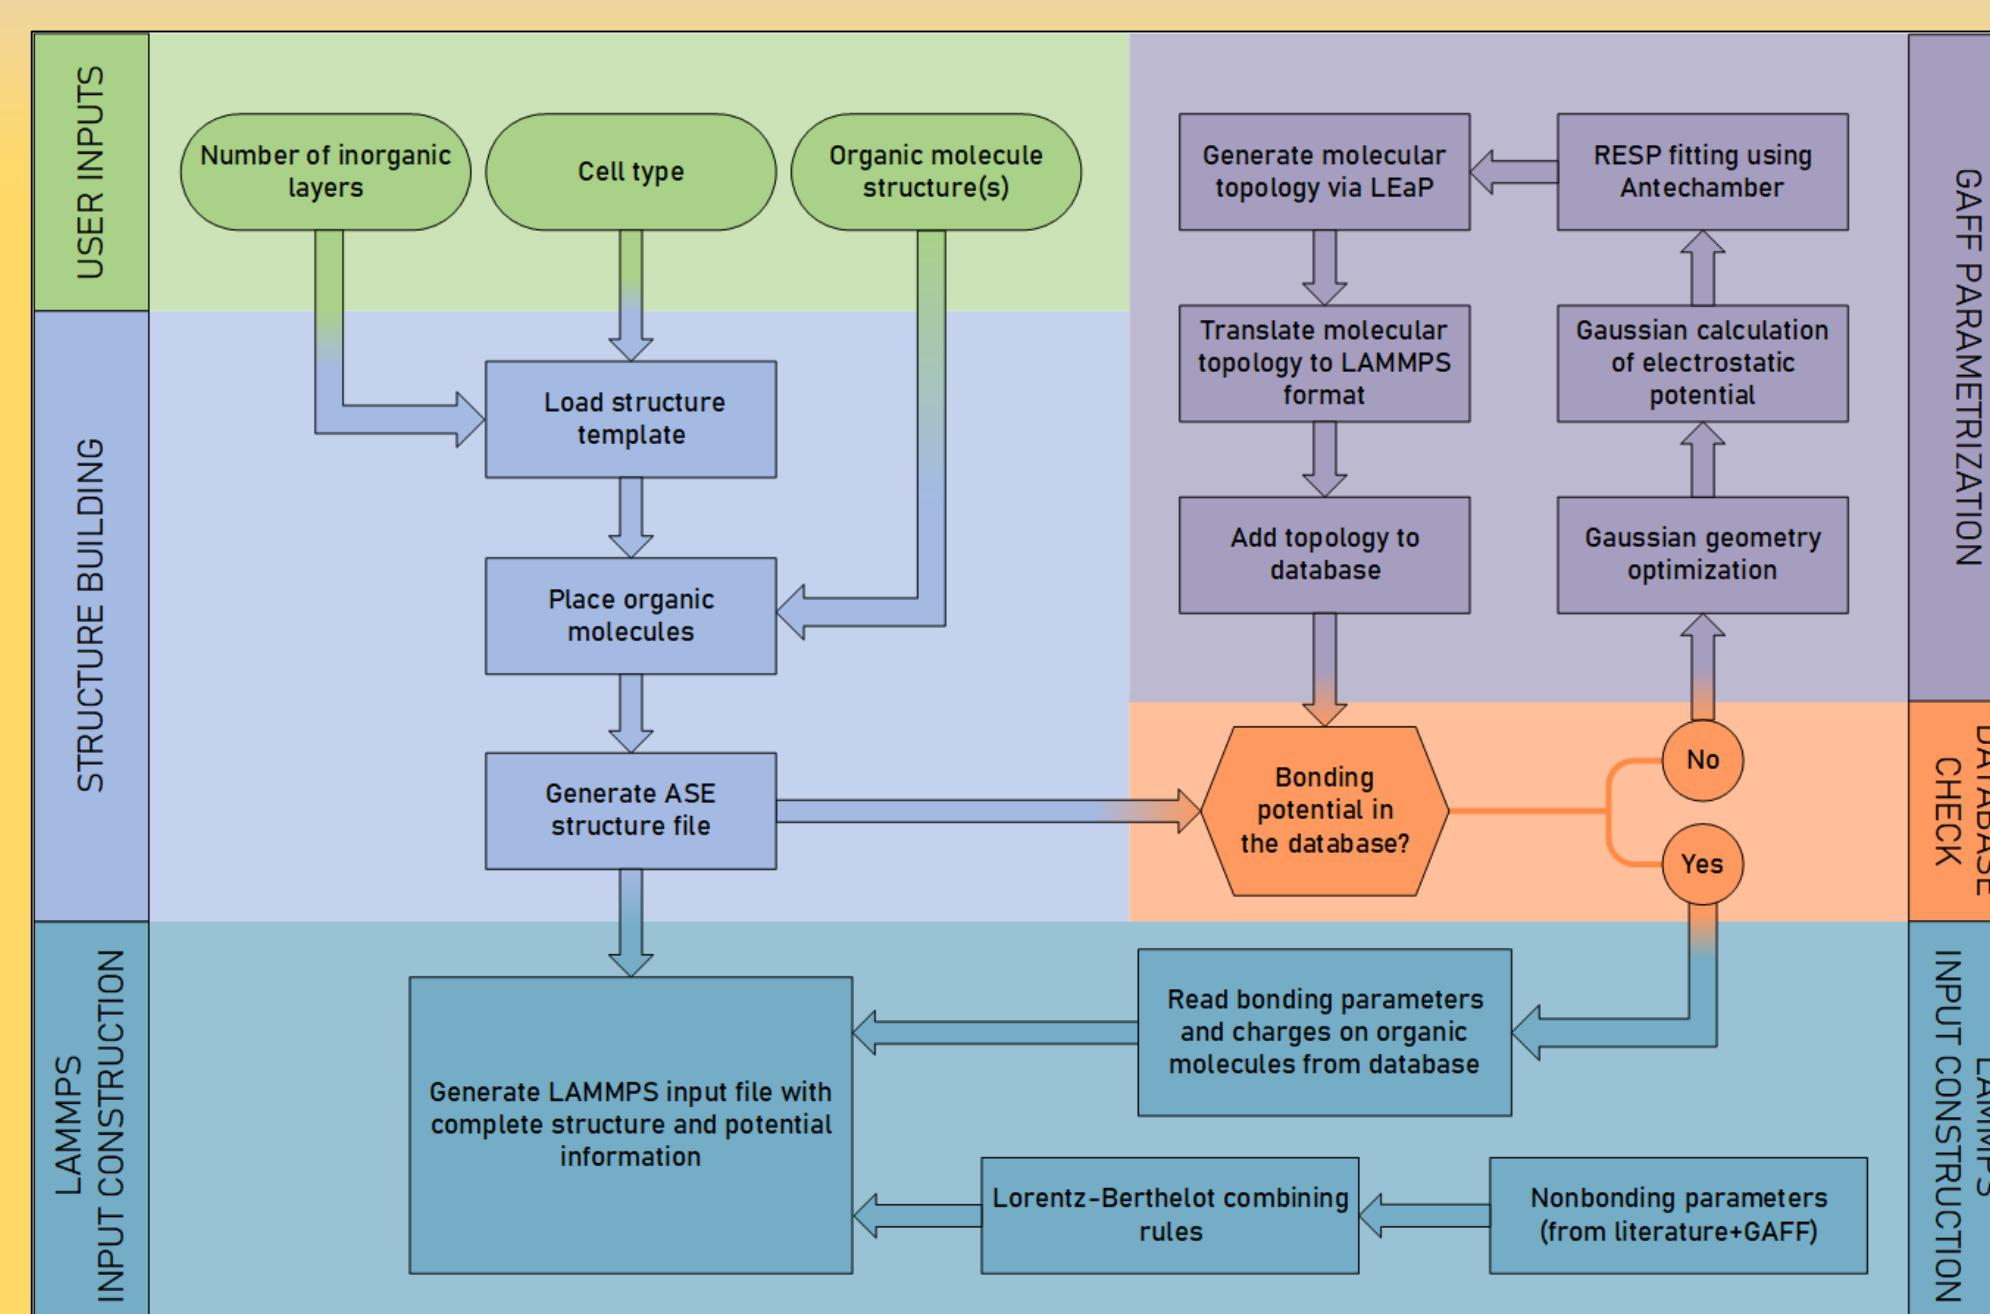 USER INPUTS
Number of inorganic
layers
Cell type
Organic molecule
structure(s)
STRUCTURE BUILDING
Load structure
template
Place organic
molecules
Generate ASE
structure file
GAFF PARAMETRIZATION
Generate molecular
topology via LEaP
RESP fitting using
Antechamber
Translate molecular
topology to LAMMPS
format
Gaussian calculation
of electrostatic
potential
Add topology to
database
Gaussian geometry
optimization
DATABASE
CHECK
Bonding
potential in
the database?
No
Yes
LAMMPS
INPUT CONSTRUCTION
Generate LAMMPS input file with
complete structure and potential
information
Read bonding parameters
and charges on organic
molecules from database
Lorentz-Berthelot combining
rules
Nonbonding parameters
(from literature+GAFF)
LAMMPS
INPUT CONSTRUCTION